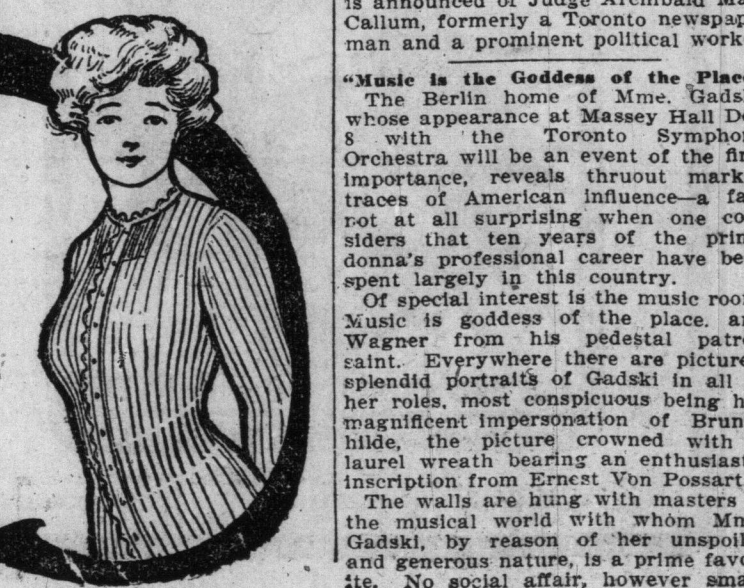 is announced of Judge Archibald Ma
Callum, formerly a Toronto newspap
man and a prominent political work
"Music is the Goddess of the Place
The Berlin home of Mme. Gads
whose appearance at Massey Hall De
8 with the Toronto Sympho
Orchestra will be an event of the fir
importance, reveals thruout mark
traces of American influence—a fa
not at all surprising when one co
siders that ten years of the prim
donna's professional career have be
spent largely in this country.
Of special interest is the music roo
Music is goddess of the place. a
Wagner from his pedestal patr
saint. Everywhere there are picture
splendid portraits of Gadski in all
her roles, most conspicuous being h
magnificent impersonation of Brun
hilde, the picture crowned with
laurel wreath bearing an enthusiast
inscription from Ernest Von Possart
The walls are hung with masters
the musical world with whom Mm
Gadski, by reason of her unspoil
and generous nature, is a prime favo
ite. No social affair, however sma